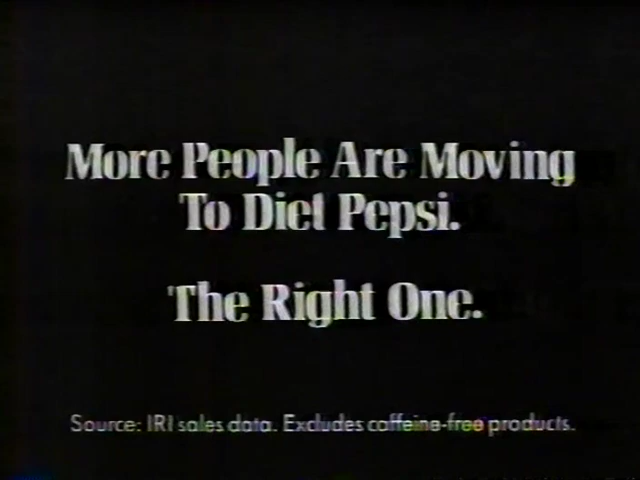 More People Are Moving
To Diet Pepsi.
The Right One.
Source: IRI sales data. Excludes caffeine-free products.